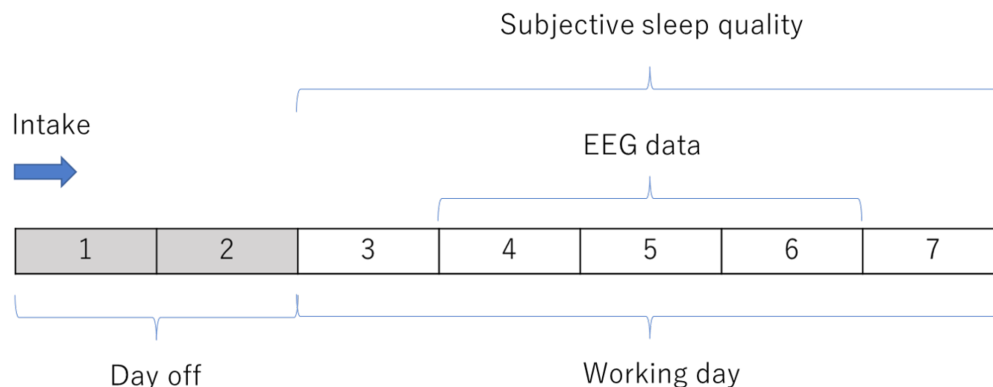 Subjective sleep quality
Intake
EEG data
1 2 3 4 5 6 7
Day off
Working day